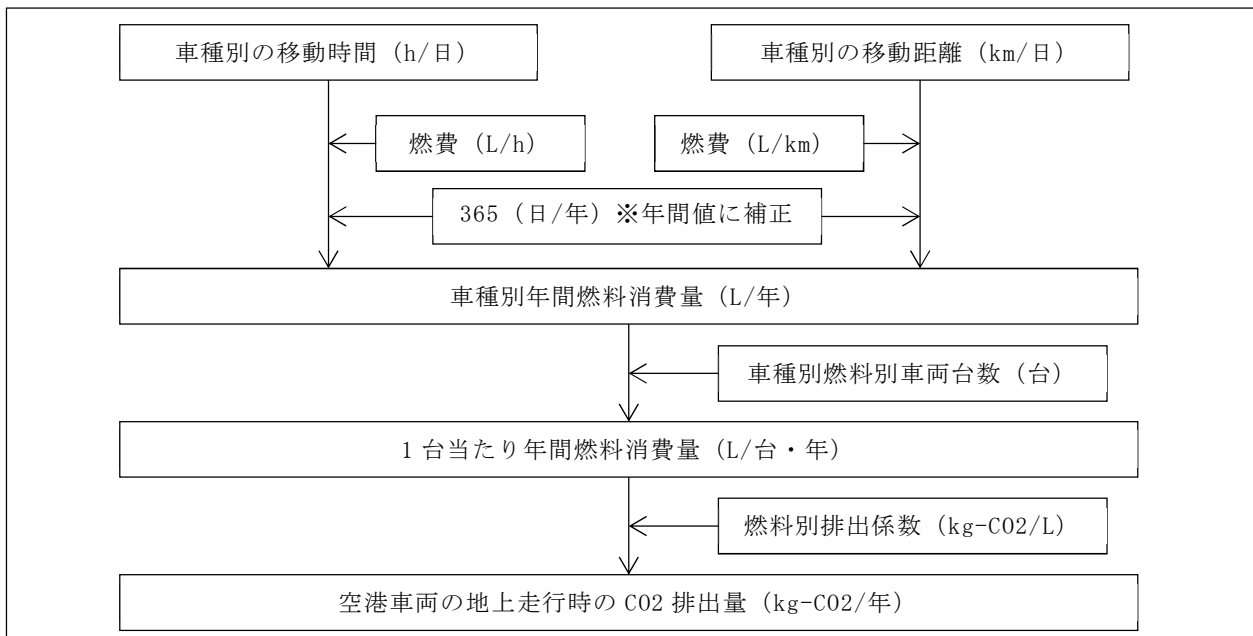 車種別の移動時間（h/日）
車種別の移動距離（km/日）
燃費（L/h）
燃費（L/km）
365（日/年）※年間値に補正
車種別年間燃料消費量（L/年）
車種別燃料別車両台数（台）
1台当たり年間燃料消費量（L/台・年）
燃料別排出係数（kg-CO2/L）
空港車両の地上走行時のCO2排出量（kg-CO2/年）